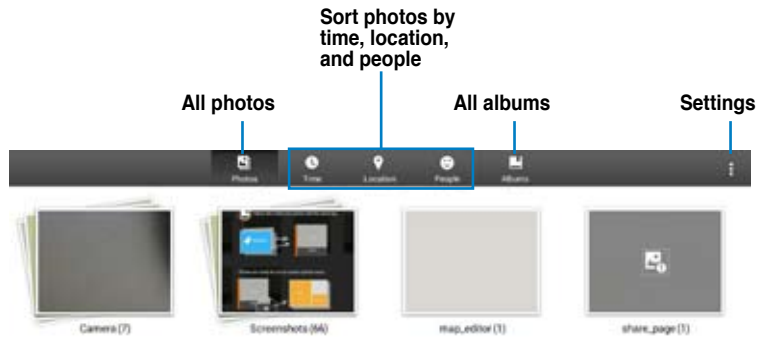 Sort photos by
time, location,
and people
All photos
All albums
Settings
Photos
Time
Location
People
Albums
Camera (7)
Screenshots (66)
map_editor (1)
share_page (1)